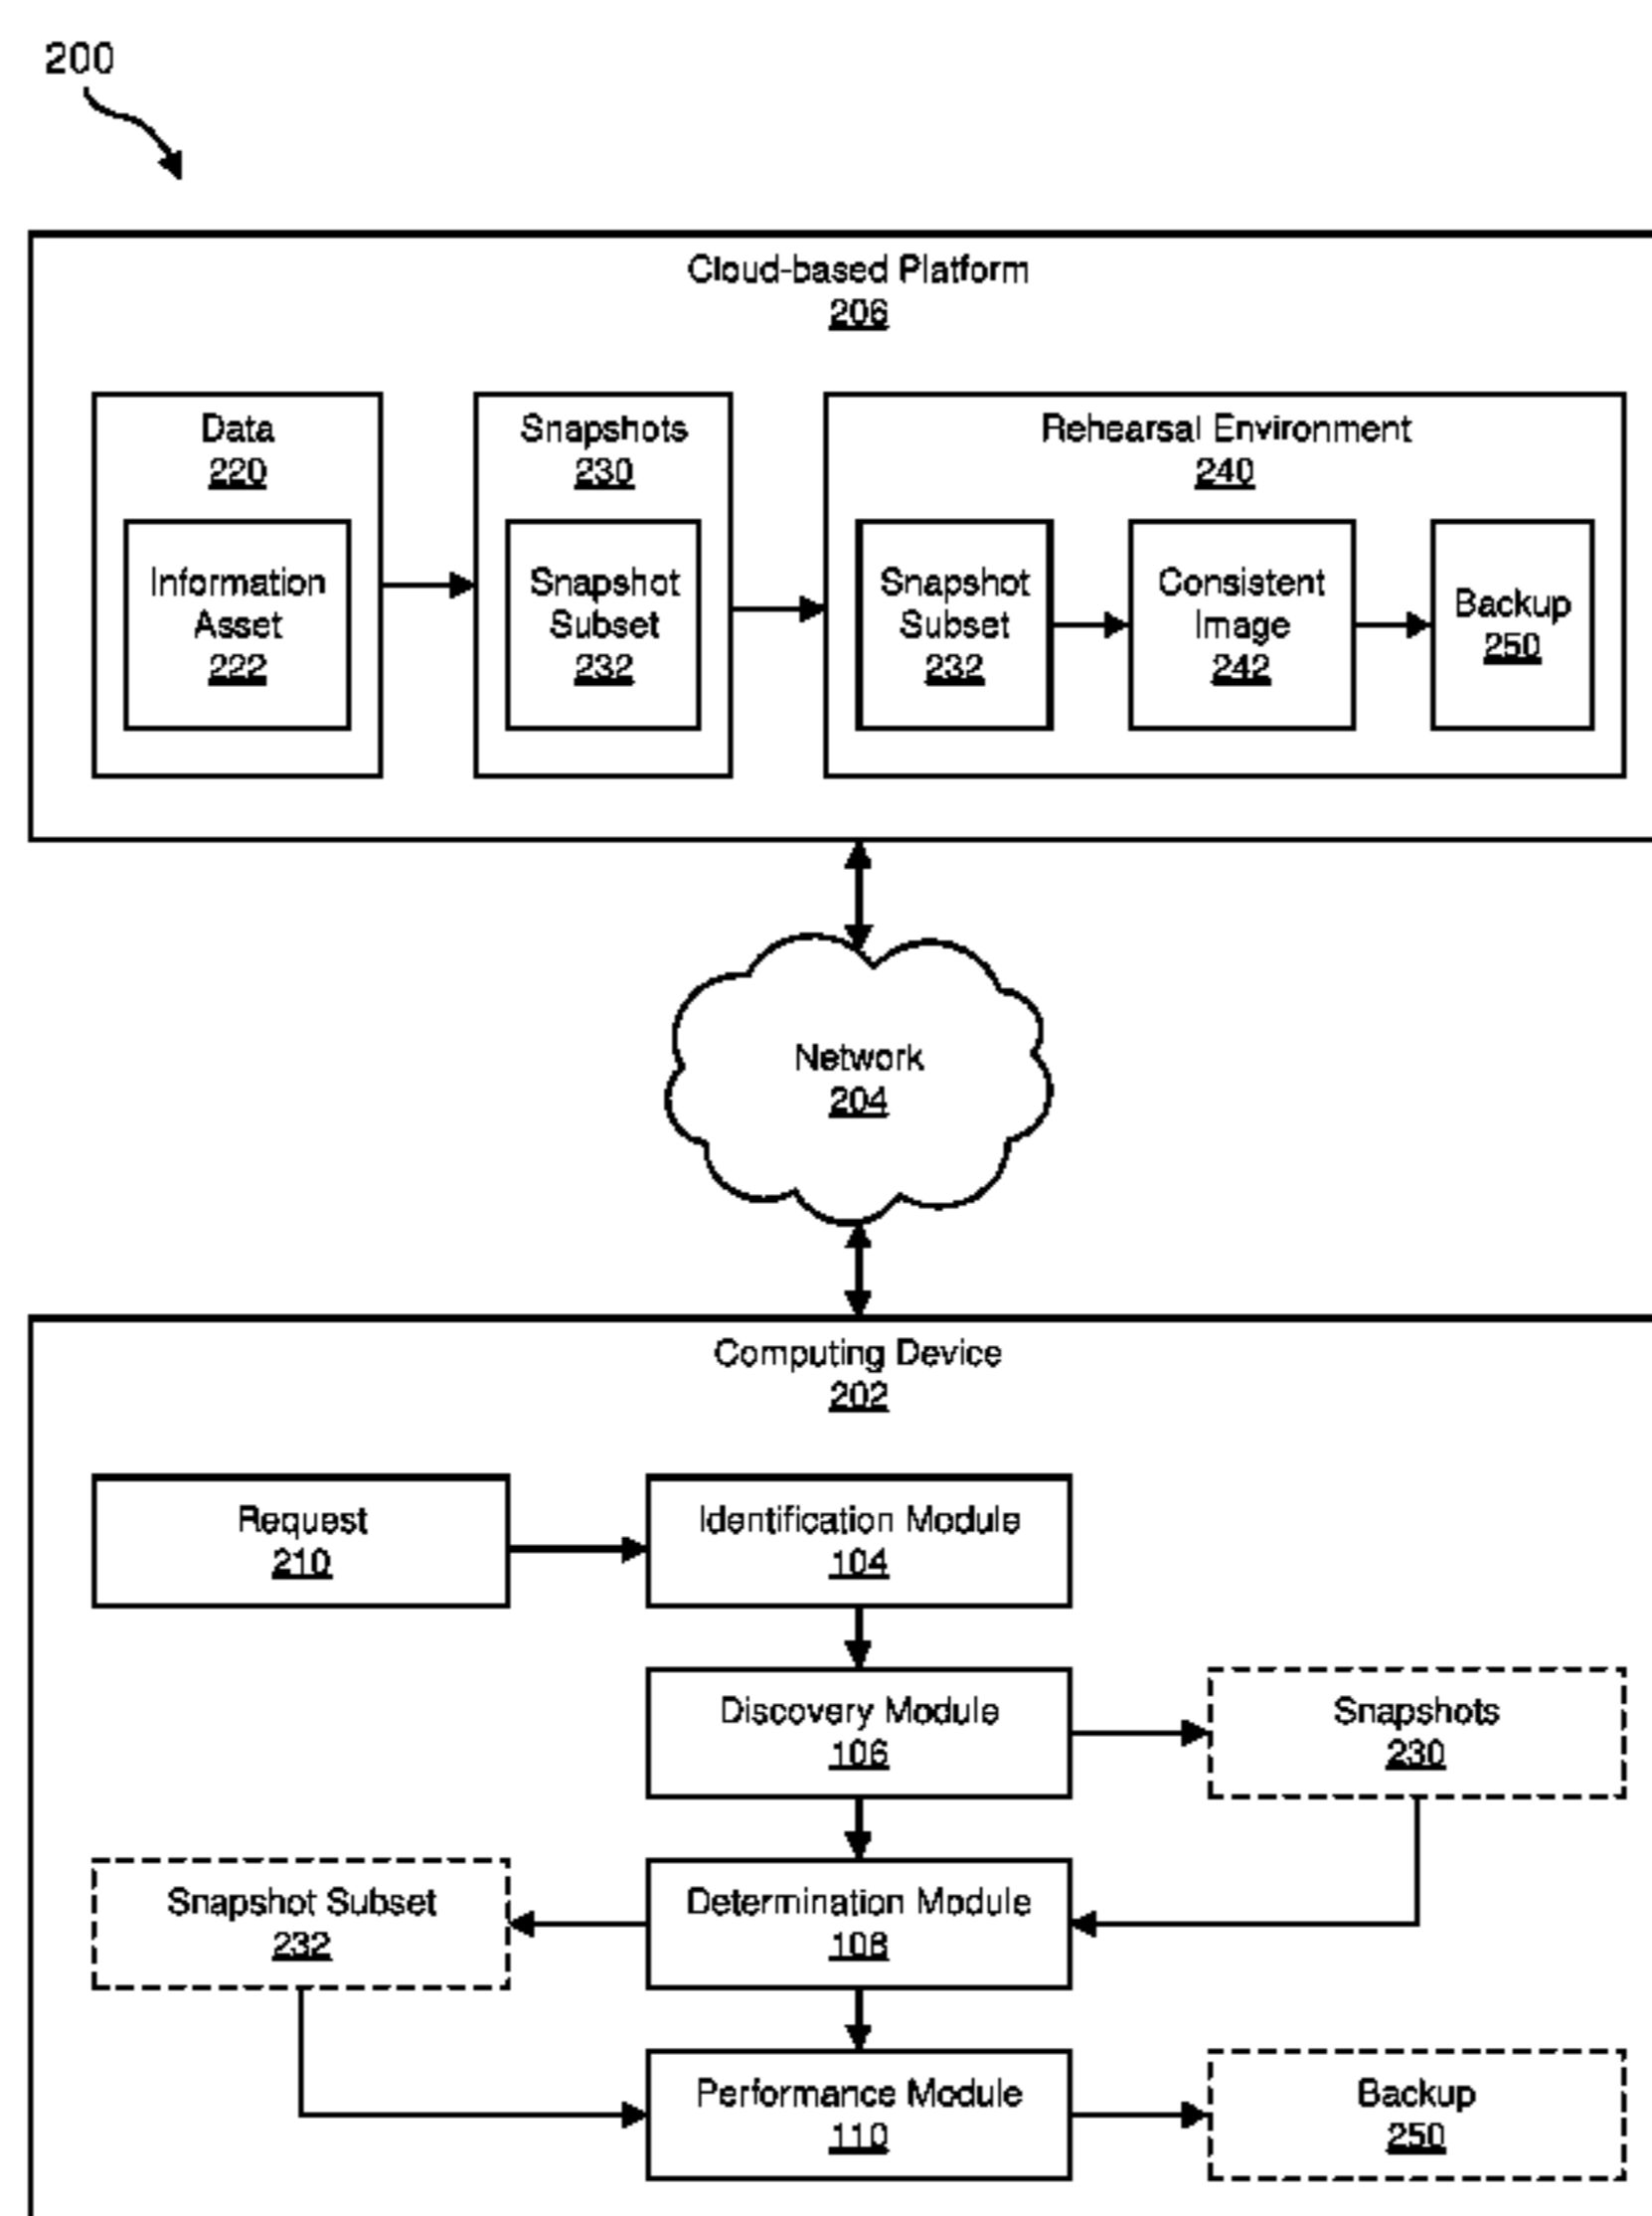 200
Cloud-based Platform
206
Data
220
Information
Asset
222
Snapshots
230
Snapshot
Subset
232
Rehearsal Environment
240
Snapshot
Subset
232
Consistent
Image
242
Backup
250
Network
204
Computing Device
202
Request
210
Identification Module
104
Discovery Module
106
Snapshots
230
Snapshot Subset
232
Determination Module
108
Performance Module
110
Backup
250